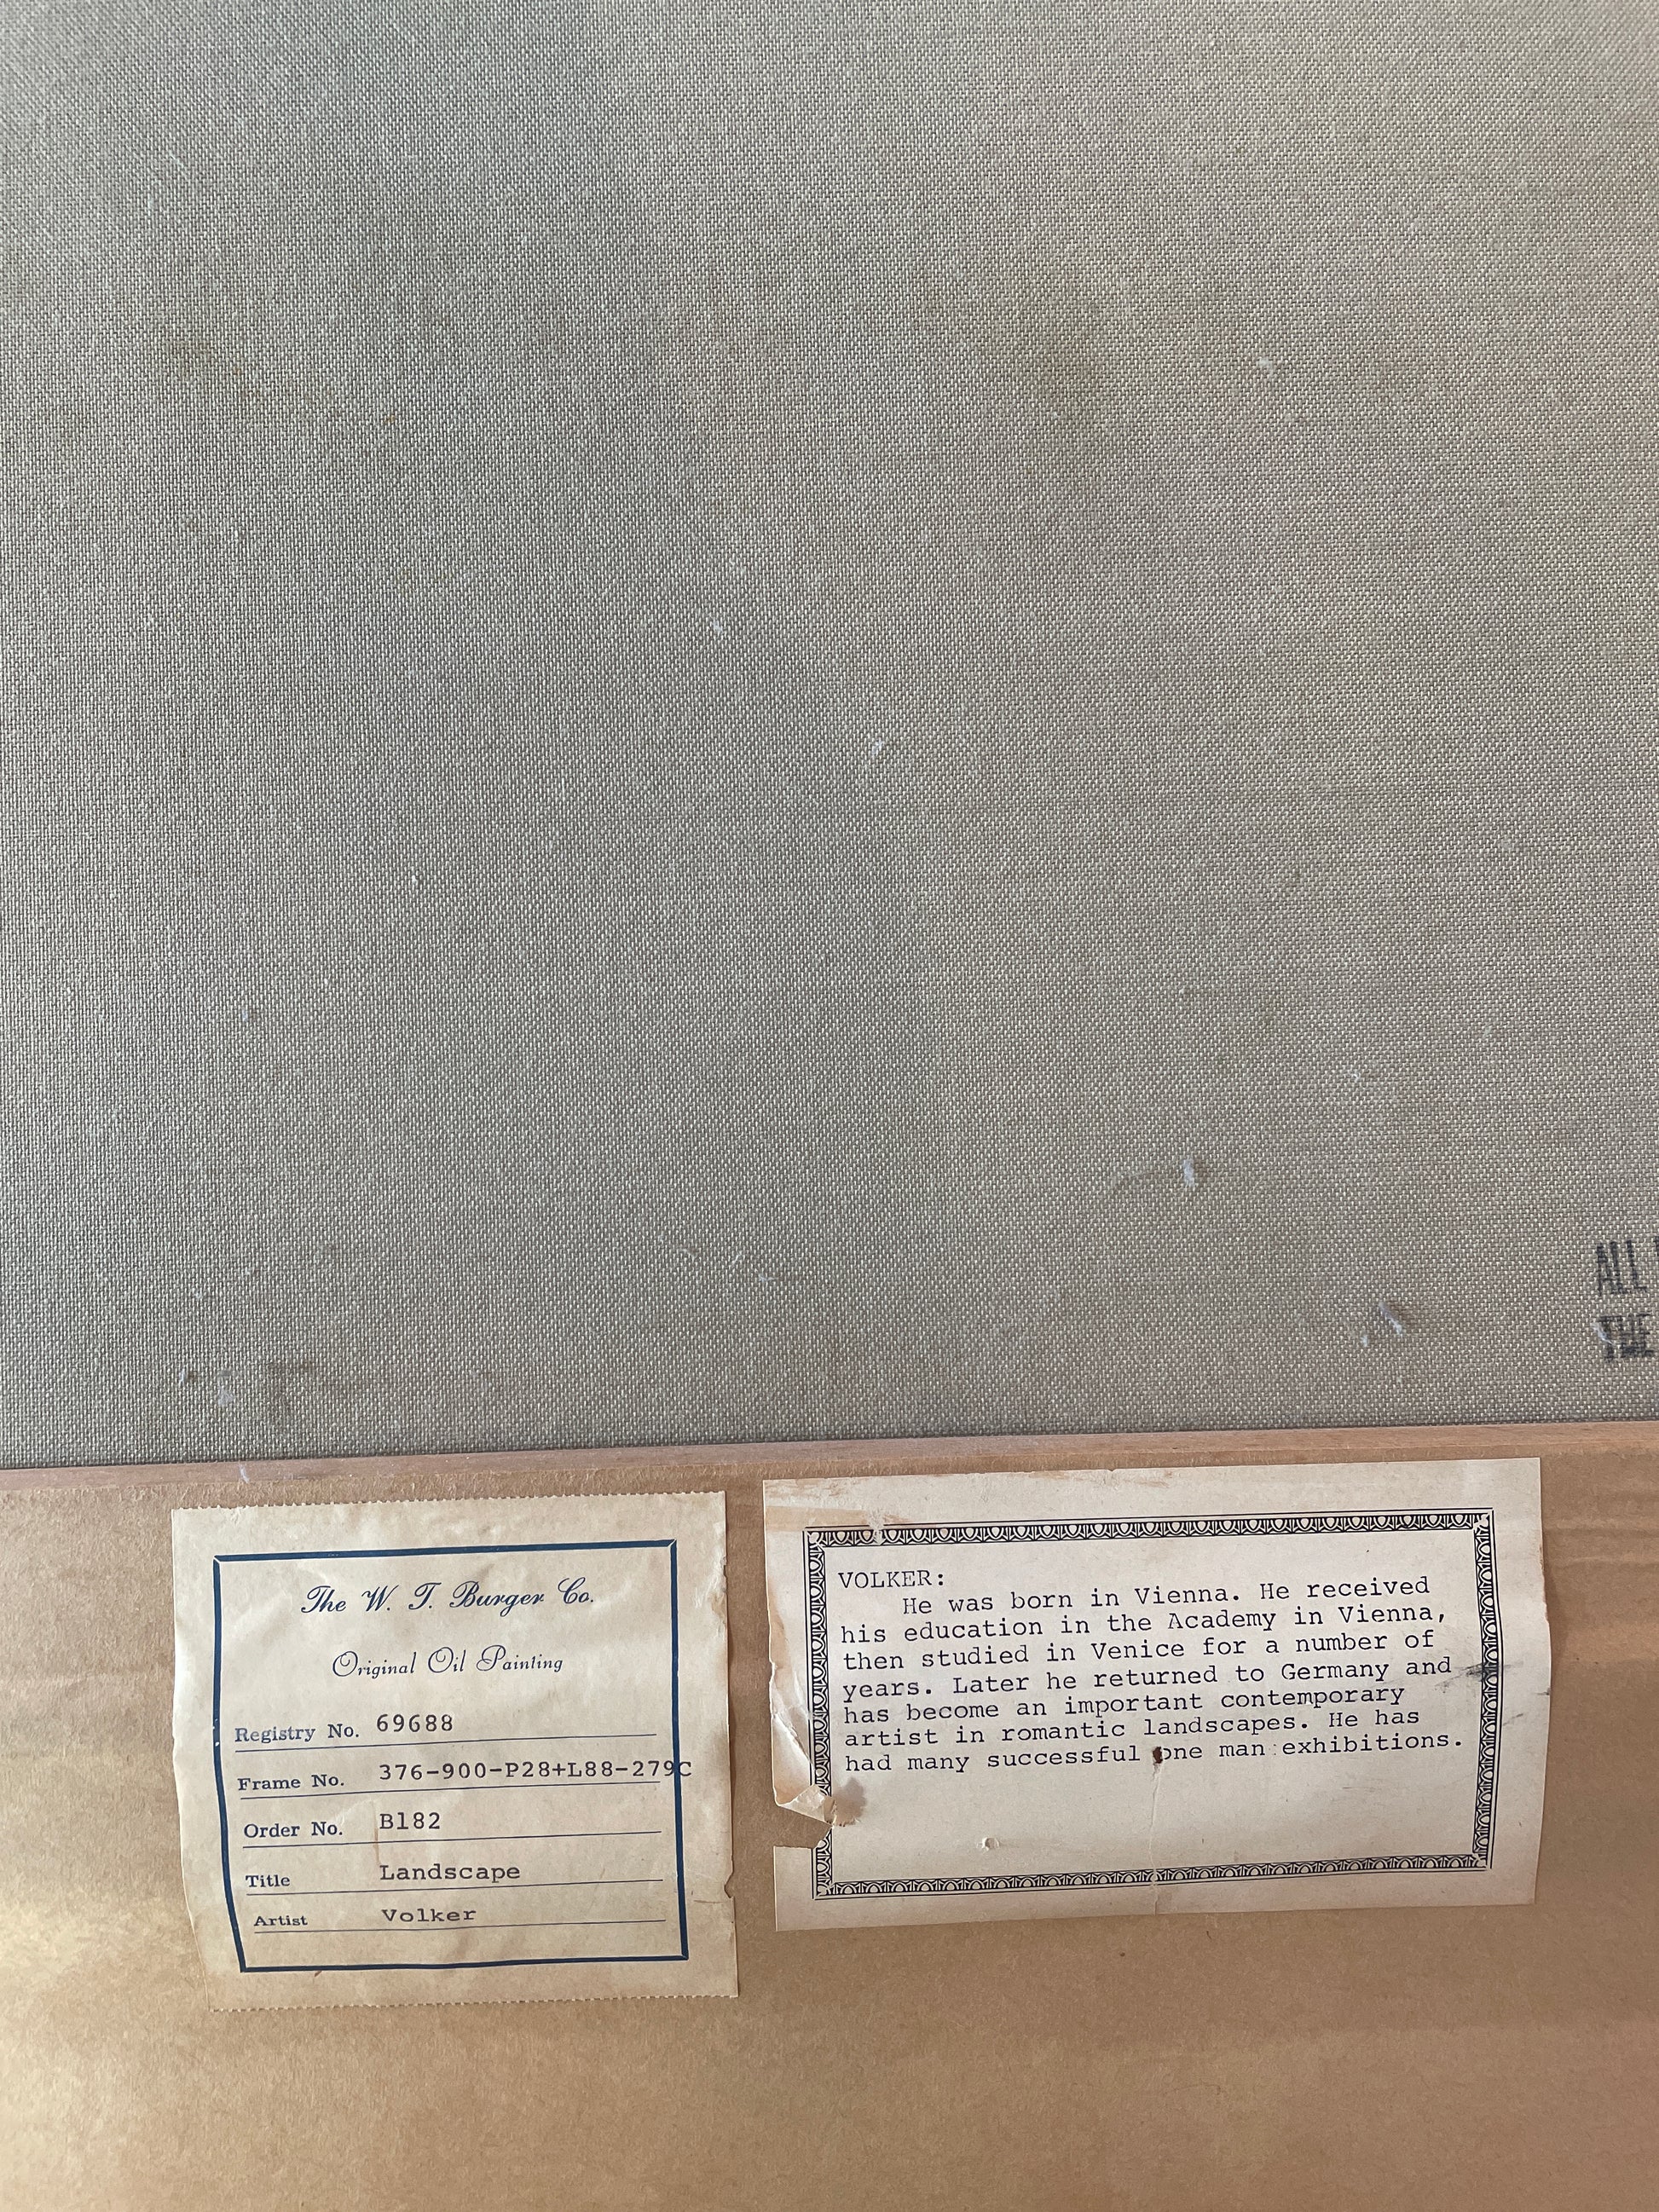 ALL
THE
The W. T. Burger Co.
Original Oil Painting
Registry No. 69688
Frame No. 376-900-P28+L88-279C
Order No. B182
Title Landscape
Artist Volker
VOLKER:
He was born in Vienna. He received
his education in the Academy in Vienna,
then studied in Venice for a number of
years. Later he returned to Germany and
has become an important contemporary
artist in romantic landscapes. He has
had many successful one man exhibitions.